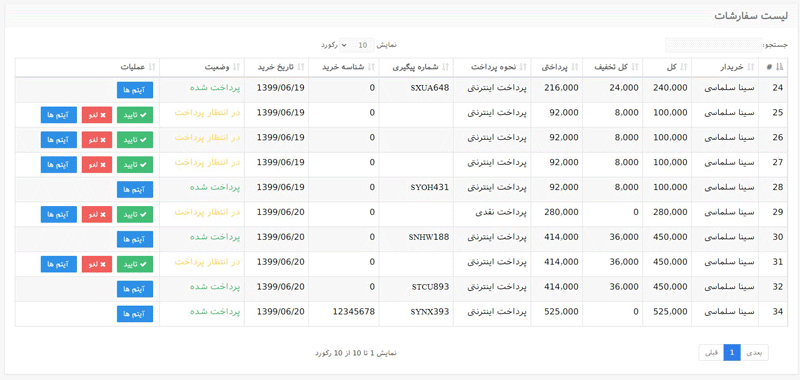 لیست سفارشات
جستجو: نمایش 10 رکورد
# خریدار کل کل تخفیف پرداختی نحوه پرداخت شماره پیگیری شناسه خرید تاریخ خرید وضعیت عملیات
24 سینا سلماسی 240,000 24,000 216,000 پرداخت اینترنتی SXUA648 0 1399/06/19 پرداخت شده آیتم ها
25 سینا سلماسی 100,000 8,000 92,000 پرداخت اینترنتی 0 1399/06/19 در انتظار پرداخت تایید لغو آیتم ها
26 سینا سلماسی 100,000 8,000 92,000 پرداخت اینترنتی 0 1399/06/19 در انتظار پرداخت تایید لغو آیتم ها
27 سینا سلماسی 100,000 8,000 92,000 پرداخت اینترنتی 0 1399/06/19 در انتظار پرداخت تایید لغو آیتم ها
28 سینا سلماسی 100,000 8,000 92,000 پرداخت اینترنتی SYOH431 0 1399/06/19 پرداخت شده آیتم ها
29 سینا سلماسی 280,000 0 280,000 پرداخت نقدی 0 1399/06/20 در انتظار پرداخت تایید لغو آیتم ها
30 سینا سلماسی 450,000 36,000 414,000 پرداخت اینترنتی SNHW188 0 1399/06/20 پرداخت شده آیتم ها
31 سینا سلماسی 450,000 36,000 414,000 پرداخت اینترنتی 0 1399/06/20 در انتظار پرداخت تایید لغو آیتم ها
32 سینا سلماسی 450,000 36,000 414,000 پرداخت اینترنتی STCU893 0 1399/06/20 پرداخت شده آیتم ها
34 سینا سلماسی 525,000 0 525,000 پرداخت اینترنتی SYNX393 12345678 1399/06/20 پرداخت شده آیتم ها
بعدی 1 قبلی نمایش 1 تا 10 از 10 رکورد